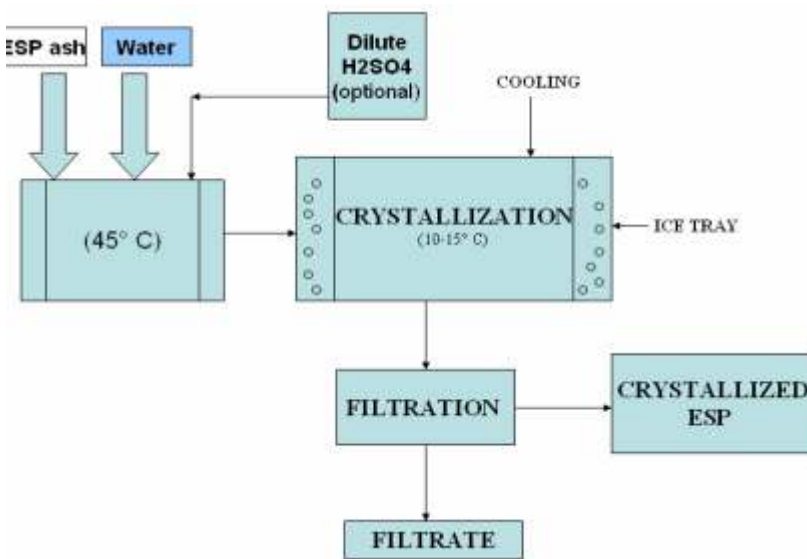 ESP ash
Water
Dilute
H2SO4
(optional)
COOLING
(45° C)
CRYSTALLIZATION
(10-15° C)
ICE TRAY
FILTRATION
CRYSTALLIZED
ESP
FILTRATE